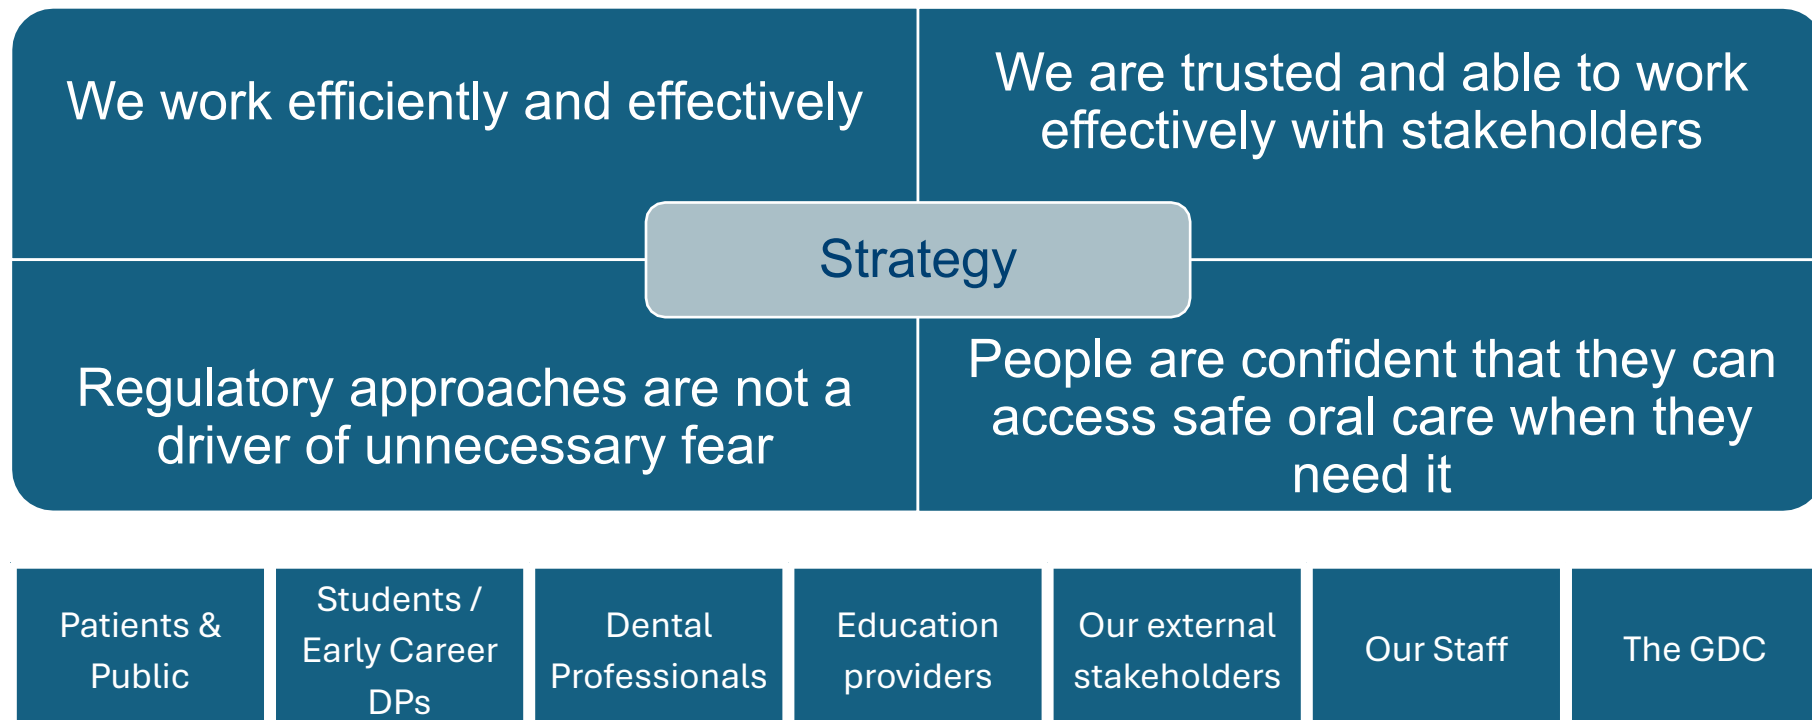 We work efficiently and effectively
We are trusted and able to work
effectively with stakeholders
Strategy
Regulatory approaches are not a
driver of unnecessary fear
People are confident that they can
access safe oral care when they
need it
Patients &
Public
Students /
Early Career
DPs
Dental
Professionals
Education
providers
Our external
stakeholders
Our Staff
The GDC